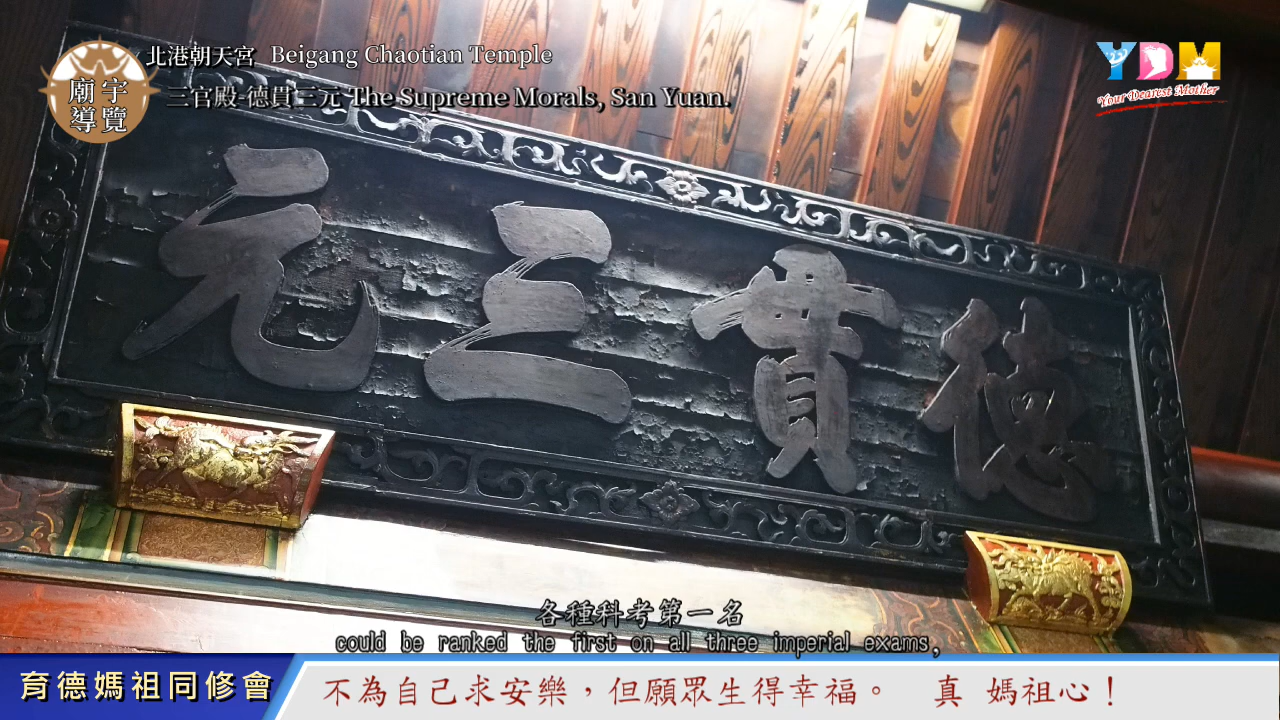 北港朝天宮 Beigang Chaotian Temple
廟宇
導覽
三官殿-德貫三元 The Supreme Morals, San Yuan.
YDM
Your Dearest Mother
德貫三元
各種科考第一名
could be ranked the first on all three imperial exams,
育德媽祖同修會
不為自己求安樂，但願眾生得幸福。 真 媽祖心！